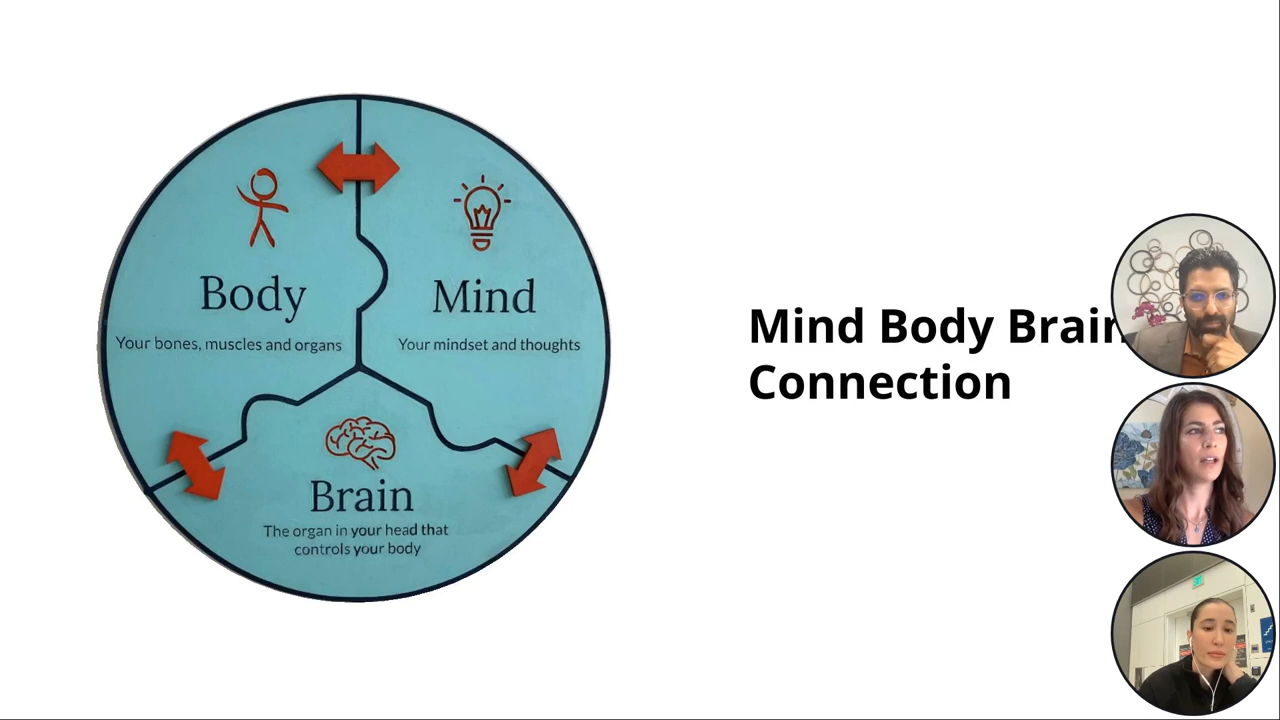 Body
Your bones, muscles and organs
Mind
Your mindset and thoughts
Brain
The organ in your head that
controls your body
Mind Body Brain
Connection